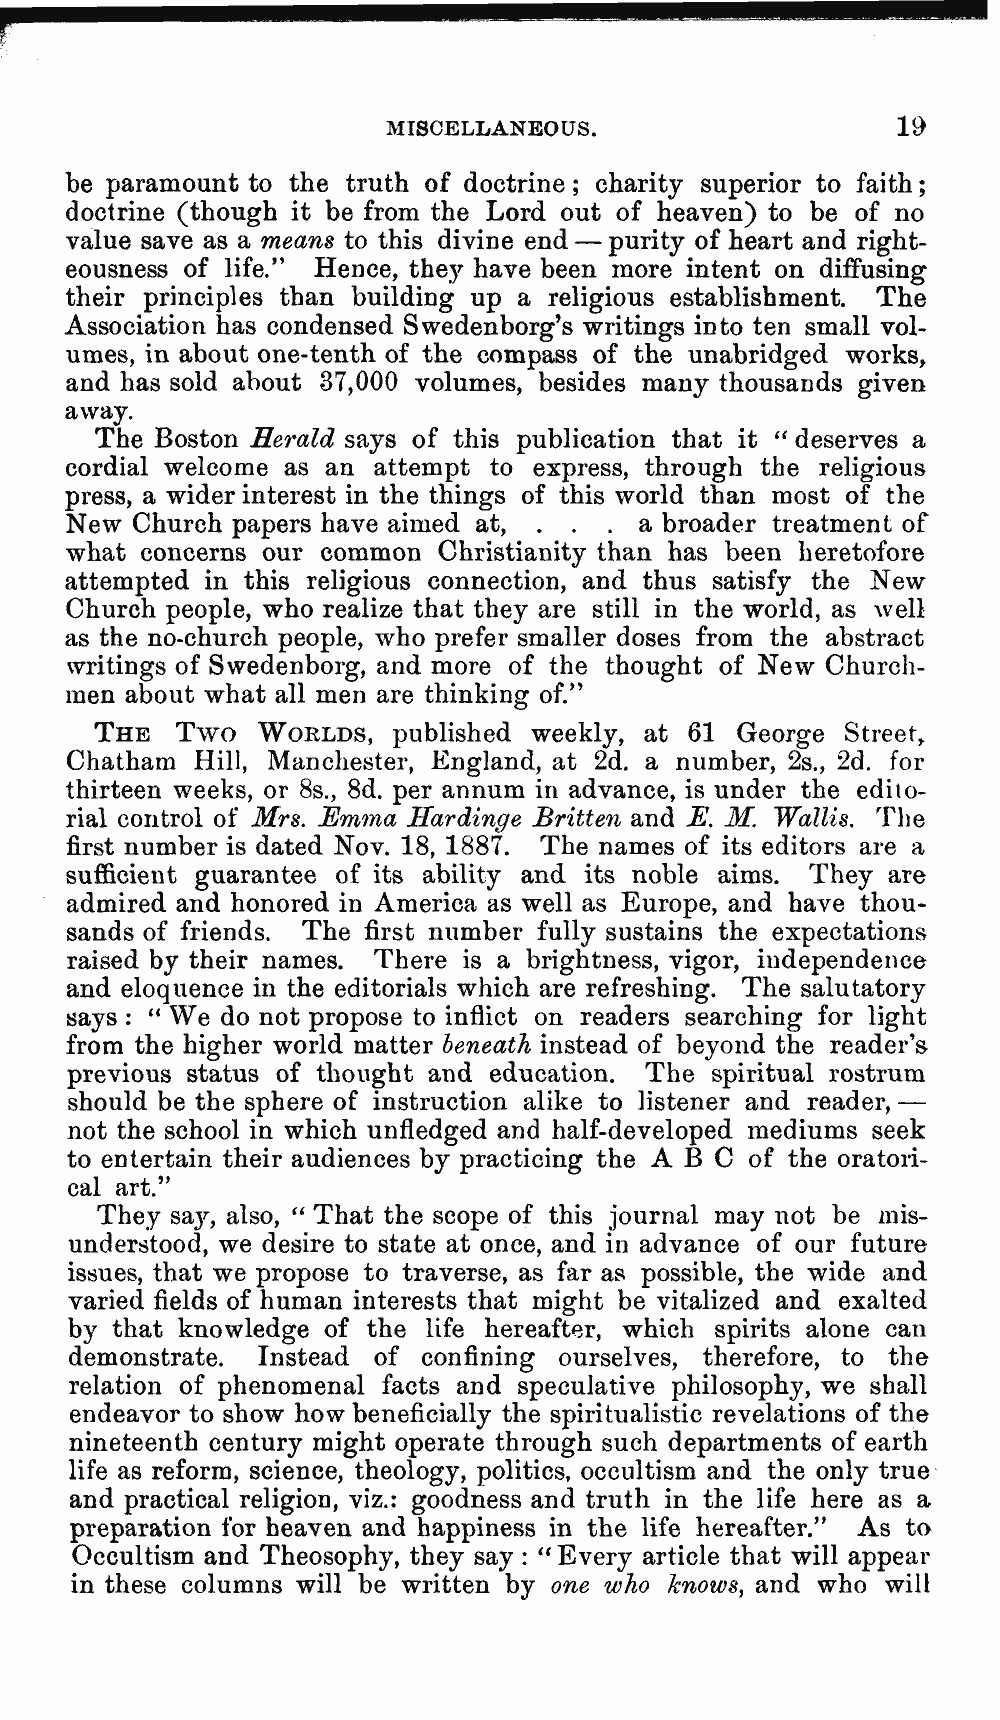 MISCELLANEOUS. 19
be paramount to the truth of doctrine; charity superior to faith;
doctrine (though it be from the Lord out of heaven) to be of no
value save as a means to this divine end — purity of heart and right-
eousness of life." Hence, they have been more intent on diffusing
their principles than building up a religious establishment. The
Association has condensed Swedenborg's writings into ten small vol-
umes, in about one-tenth of the compass of the unabridged works,
and has sold about 37,000 volumes, besides many thousands given
away.
The Boston Herald says of this publication that it "deserves a
cordial welcome as an attempt to express, through the religious
press, a wider interest in the things of this world than most of the
New Church papers have aimed at, . . . a broader treatment of
what concerns our common Christianity than has been heretofore
attempted in this religious connection, and thus satisfy the New
Church people, who realize that they are still in the world, as well
as the no-church people, who prefer smaller doses from the abstract
writings of Swedenborg, and more of the thought of New Church-
men about what all men are thinking of."
THE TWO WORLDS, published weekly, at 61 George Street,
Chatham Hill, Manchester, England, at 2d. a number, 2s., 2d. for
thirteen weeks, or 8s., 8d. per annum in advance, is under the edito-
rial control of Mrs. Emma Hardinge Britten and E. M. Wallis. The
first number is dated Nov. 18, 1887. The names of its editors are a
sufficient guarantee of its ability and its noble aims. They are
admired and honored in America as well as Europe, and have thou-
sands of friends. The first number fully sustains the expectations
raised by their names. There is a brightness, vigor, independence
and eloquence in the editorials which are refreshing. The salutatory
says: "We do not propose to inflict on readers searching for light
from the higher world matter beneath instead of beyond the reader's
previous status of thought and education. The spiritual rostrum
should be the sphere of instruction alike to listener and reader, —
not the school in which unfledged and half-developed mediums seek
to entertain their audiences by practicing the A B C of the oratori-
cal art."
They say, also, "That the scope of this journal may not be mis-
understood, we desire to state at once, and in advance of our future
issues, that we propose to traverse, as far as possible, the wide and
varied fields of human interests that might be vitalized and exalted
by that knowledge of the life hereafter, which spirits alone can
demonstrate. Instead of confining ourselves, therefore, to the
relation of phenomenal facts and speculative philosophy, we shall
endeavor to show how beneficially the spiritualistic revelations of the
nineteenth century might operate through such departments of earth
life as reform, science, theology, politics, occultism and the only true
and practical religion, viz.: goodness and truth in the life here as a
preparation for heaven and happiness in the life hereafter." As to
Occultism and Theosophy, they say: "Every article that will appear
in these columns will be written by one who knows, and who will